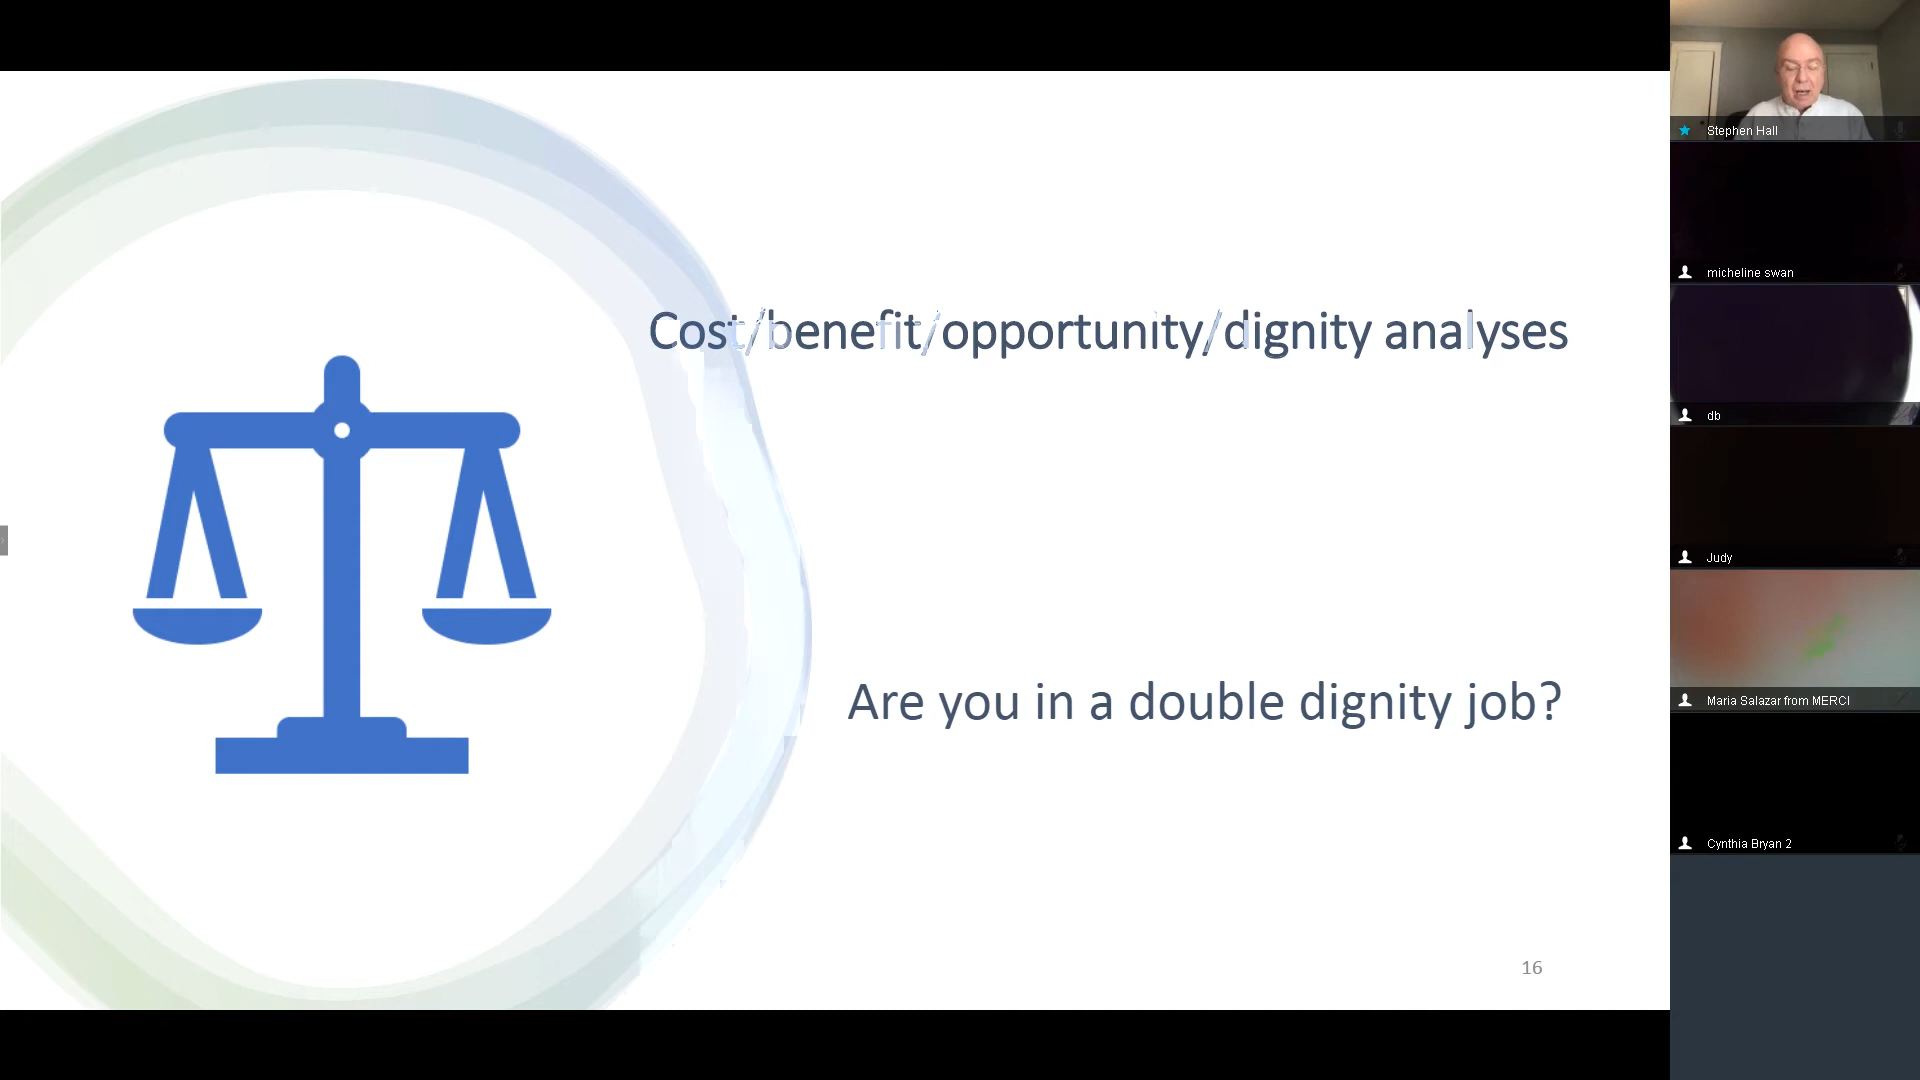 Cost/benefit/opportunity/dignity analyses
Are you in a double dignity job?
16
Stephen Hall
micheline swan
db
Judy
Maria Salazar from MERCI
Cynthia Bryan 2